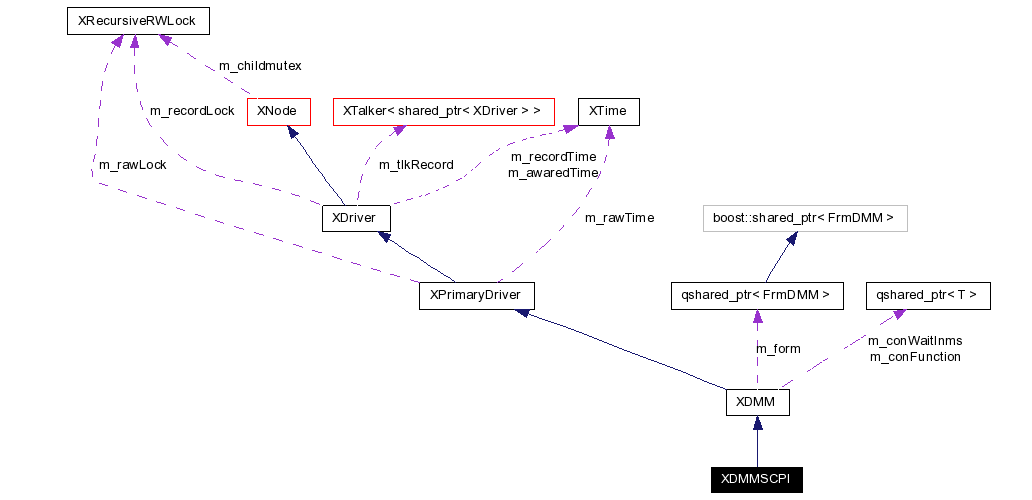 XRecursiveRWLock
m_childmutex
XNode
XTalker< shared_ptr< XDriver > >
XTime
m_recordLock
m_rawLock
m_tlkRecord
m_recordTime
m_awaredTime
XDriver
m_rawTime
boost::shared_ptr< FrmDMM >
XPrimaryDriver
qshared_ptr< FrmDMM >
qshared_ptr< T >
m_form
m_conWaitInms
m_conFunction
XDMM
XDMMSCPI